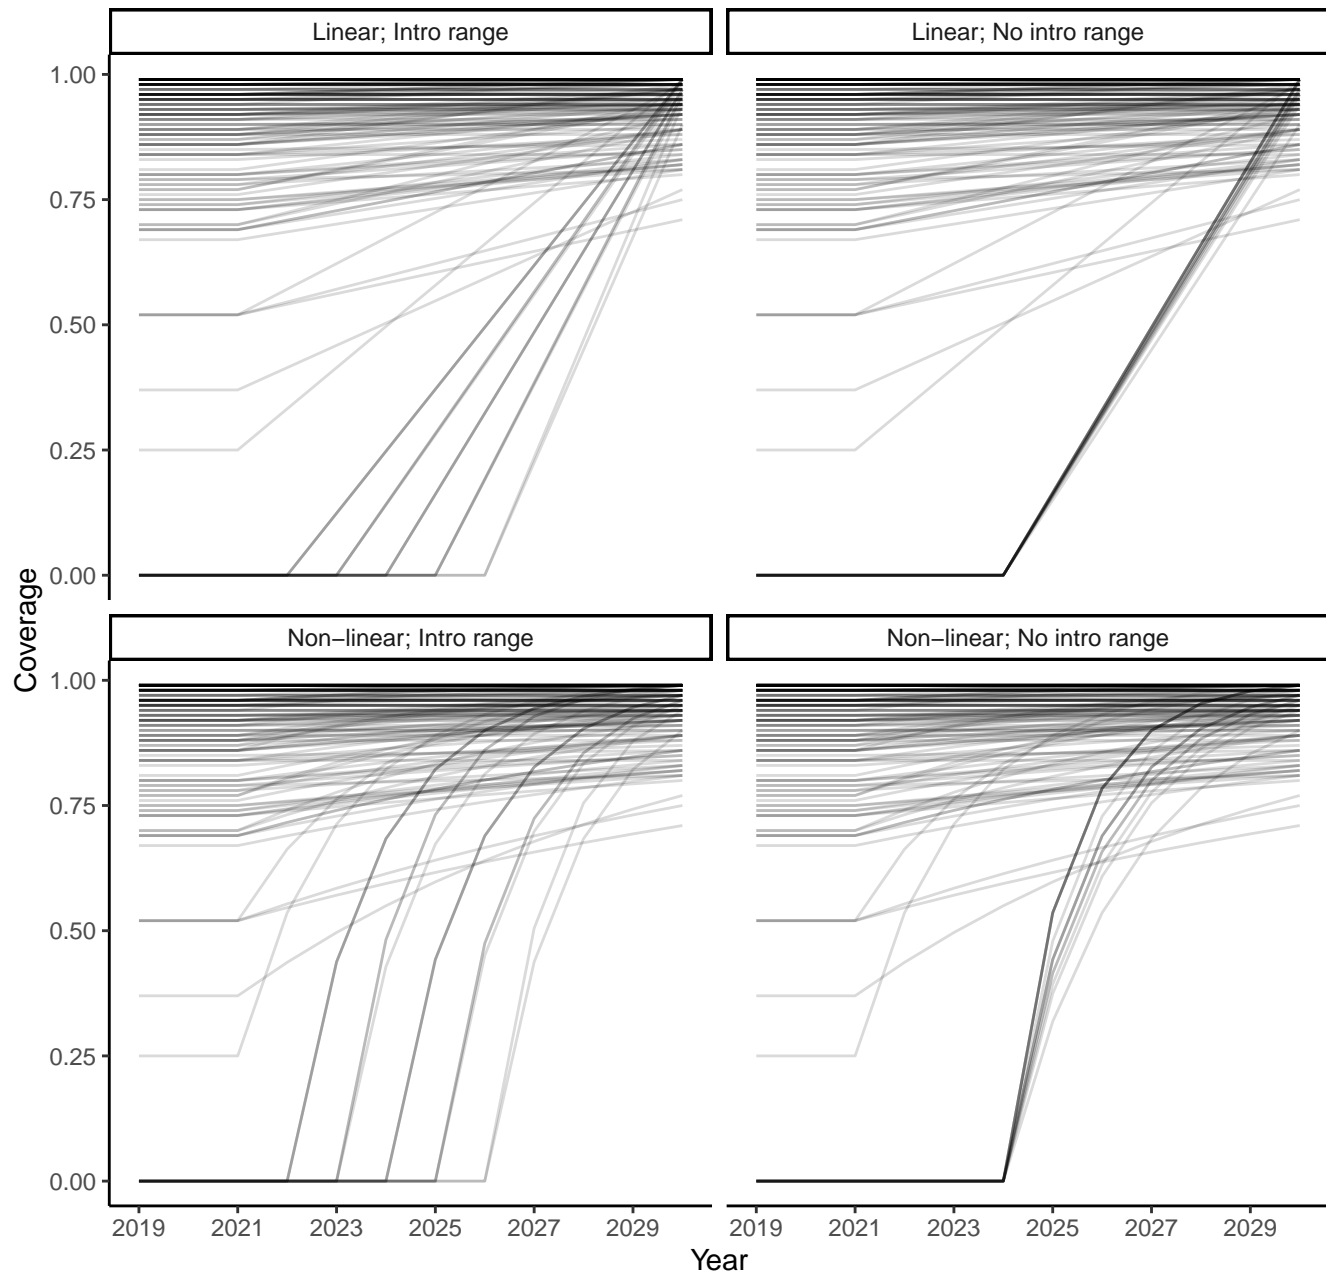 Linear; Intro range
Linear; No intro range
1.00
0.75
0.50
0.25
0.00
Non−linear; Intro range
Non−linear; No intro range
1.00
0.75
0.50
0.25
0.00
Coverage
2019 2021 2023 2025 2027 2029
2019 2021 2023 2025 2027 2029
Year